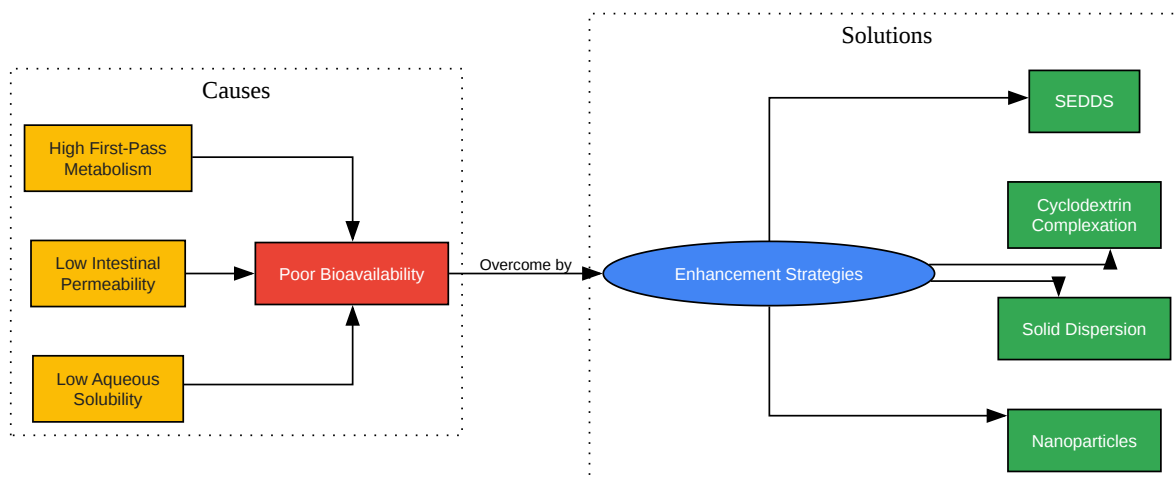 Causes
High First-Pass
Metabolism
Low Intestinal
Permeability
Low Aqueous
Solubility
Poor Bioavailability
Overcome by
Solutions
Enhancement Strategies
SEDDS
Cyclodextrin
Complexation
Solid Dispersion
Nanoparticles